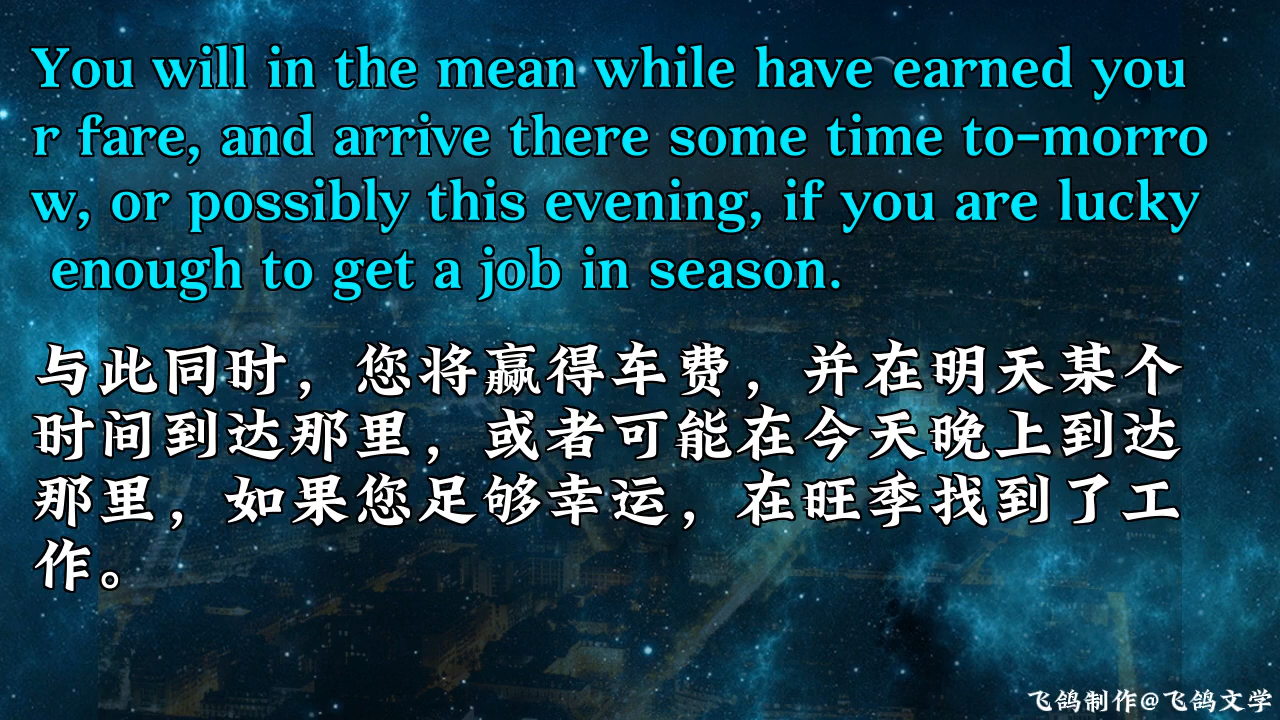 You will in the mean while have earned you
r fare, and arrive there some time to-morro
w, or possibly this evening, if you are lucky
 enough to get a job in season.
与此同时，您将赢得车费，并在明天某个
时间到达那里，或者可能在今天晚上到达
那里，如果您足够幸运，在旺季找到了工
作。
飞鸽制作@飞鸽文学